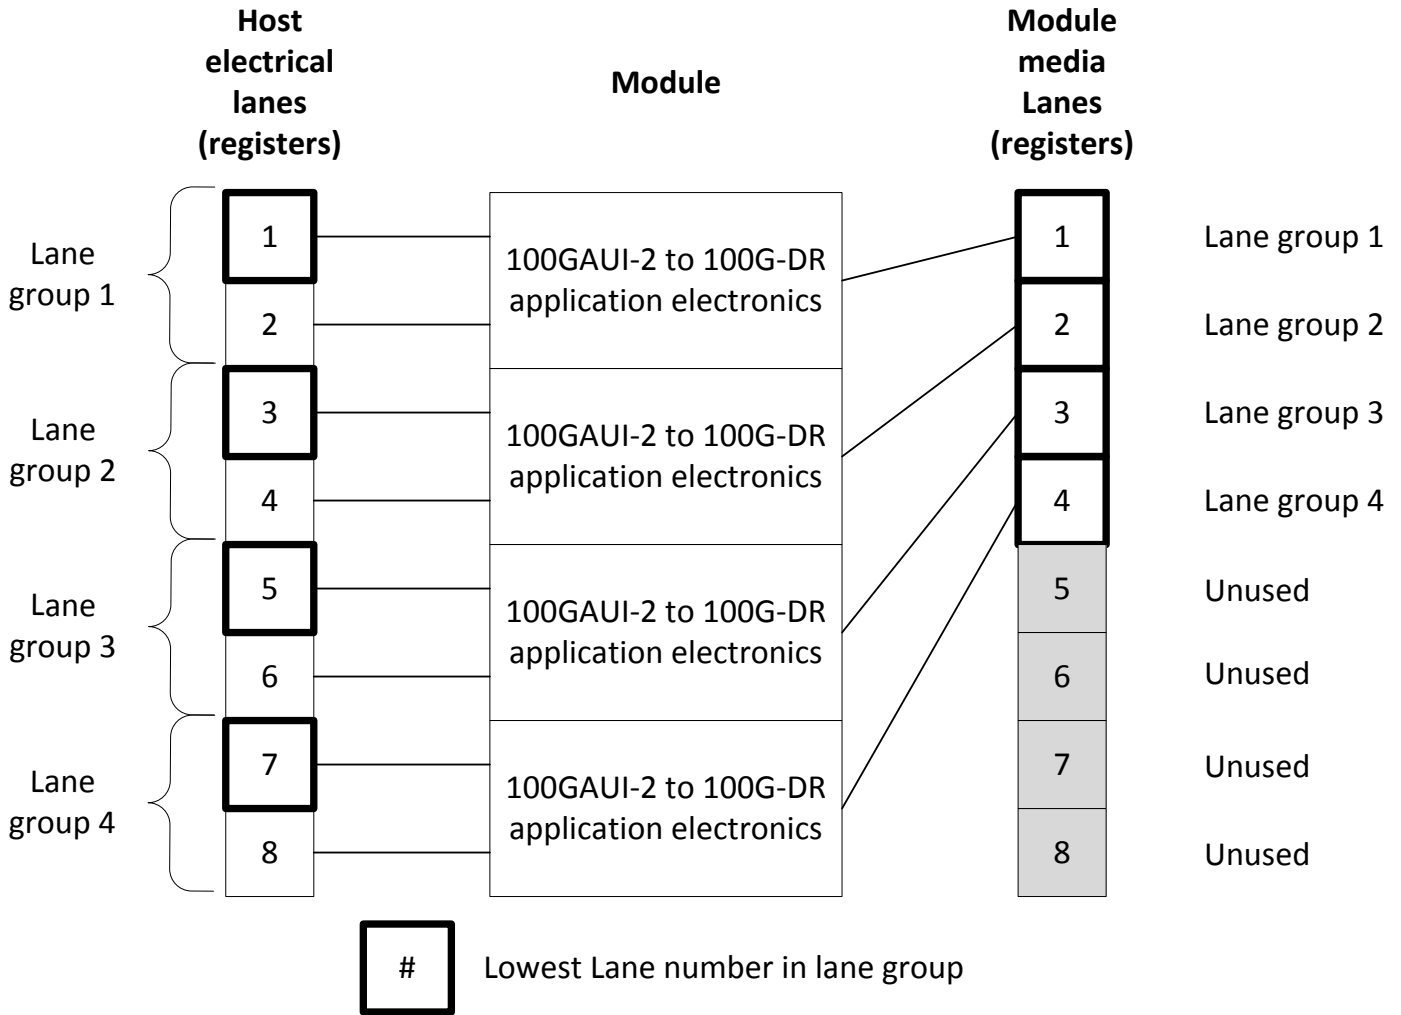 Host
electrical
lanes
(registers)
Module
Module
media
Lanes
(registers)
Lane
group 1
1
2
100GAUI-2 to 100G-DR
application electronics
1
Lane group 1
2
Lane group 2
Lane
group 2
3
4
100GAUI-2 to 100G-DR
application electronics
3
Lane group 3
4
Lane group 4
Lane
group 3
5
6
100GAUI-2 to 100G-DR
application electronics
5
Unused
6
Unused
Lane
group 4
7
8
100GAUI-2 to 100G-DR
application electronics
7
Unused
8
Unused
#
Lowest Lane number in lane group